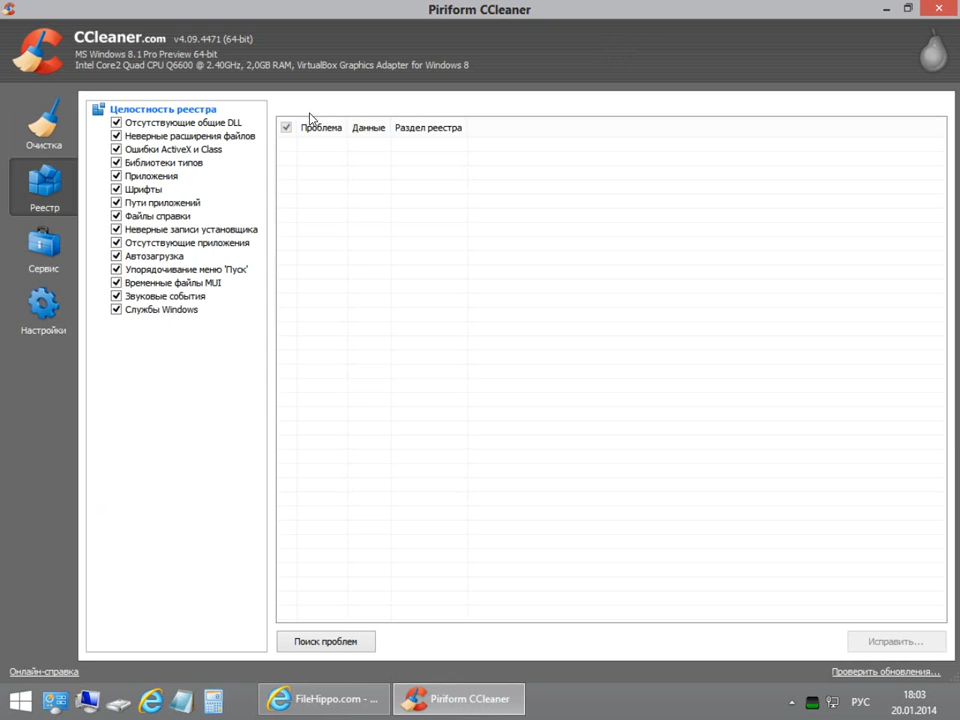 Piriform CCleaner
CCleaner.com v4.09.4471 (64-bit)
MS Windows 8.1 Pro Preview 64-bit
Intel Core2 Quad CPU Q6600 @ 2.40GHz, 2,0GB RAM, VirtualBox Graphics Adapter for Windows 8
Очистка
Реестр
Сервис
Настройки
Целостность реестра
Отсутствующие общие DLL
Неверные расширения файлов
Ошибки ActiveX и Class
Библиотеки типов
Приложения
Шрифты
Пути приложений
Файлы справки
Неверные записи установщика
Отсутствующие приложения
Автозагрузка
Упорядочивание меню 'Пуск'
Временные файлы MUI
Звуковые события
Службы Windows
Проблема Данные Раздел реестра
Поиск проблем
Исправить...
Онлайн-справка
Проверить обновления...
FileHippo.com - ...
Piriform CCleaner
РУС
18:03
20.01.2014